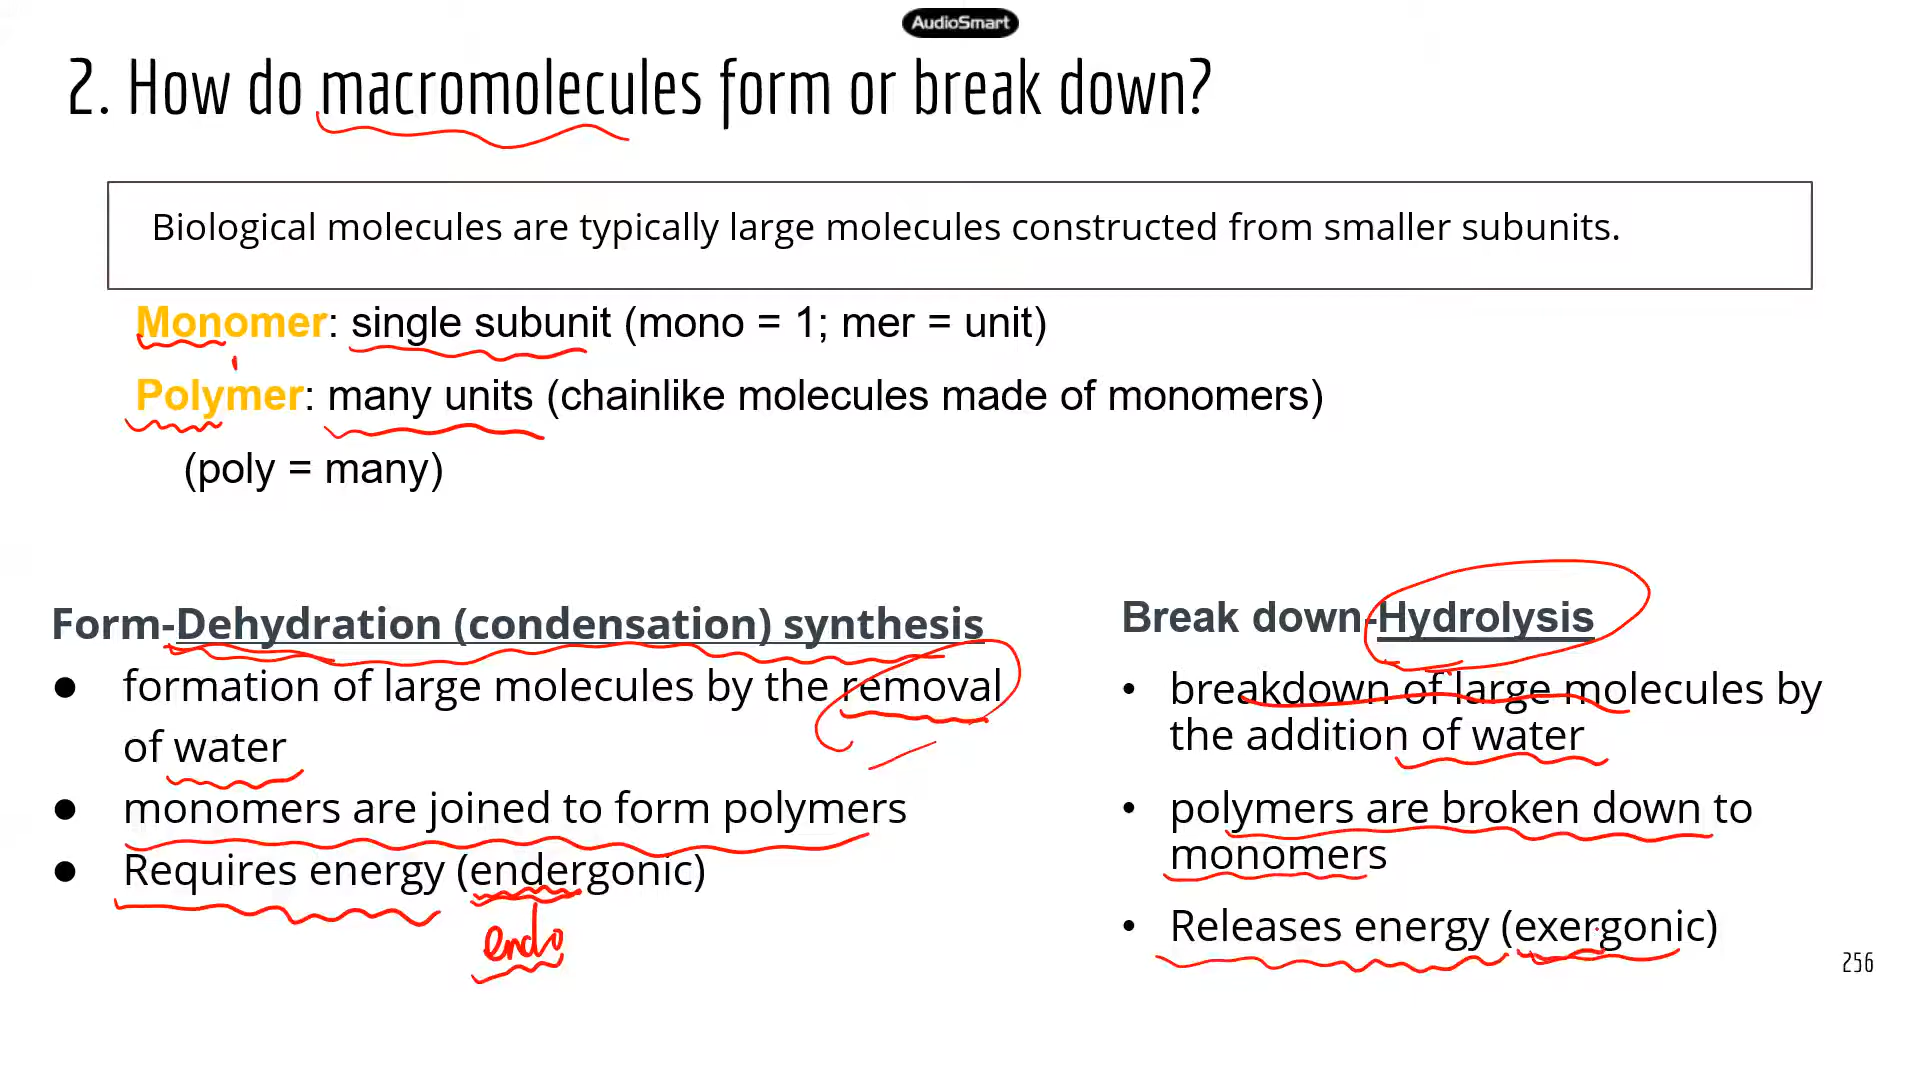 AudioSmart
2. How do macromolecules form or break down?
Biological molecules are typically large molecules constructed from smaller subunits.
Monomer: single subunit (mono = 1; mer = unit)
Polymer: many units (chainlike molecules made of monomers)
(poly = many)
Form-Dehydration (condensation) synthesis
● formation of large molecules by the removal
of water
● monomers are joined to form polymers
● Requires energy (endergonic)
endo
Break down-Hydrolysis
• breakdown of large molecules by
the addition of water
• polymers are broken down to
monomers
• Releases energy (exergonic)
256